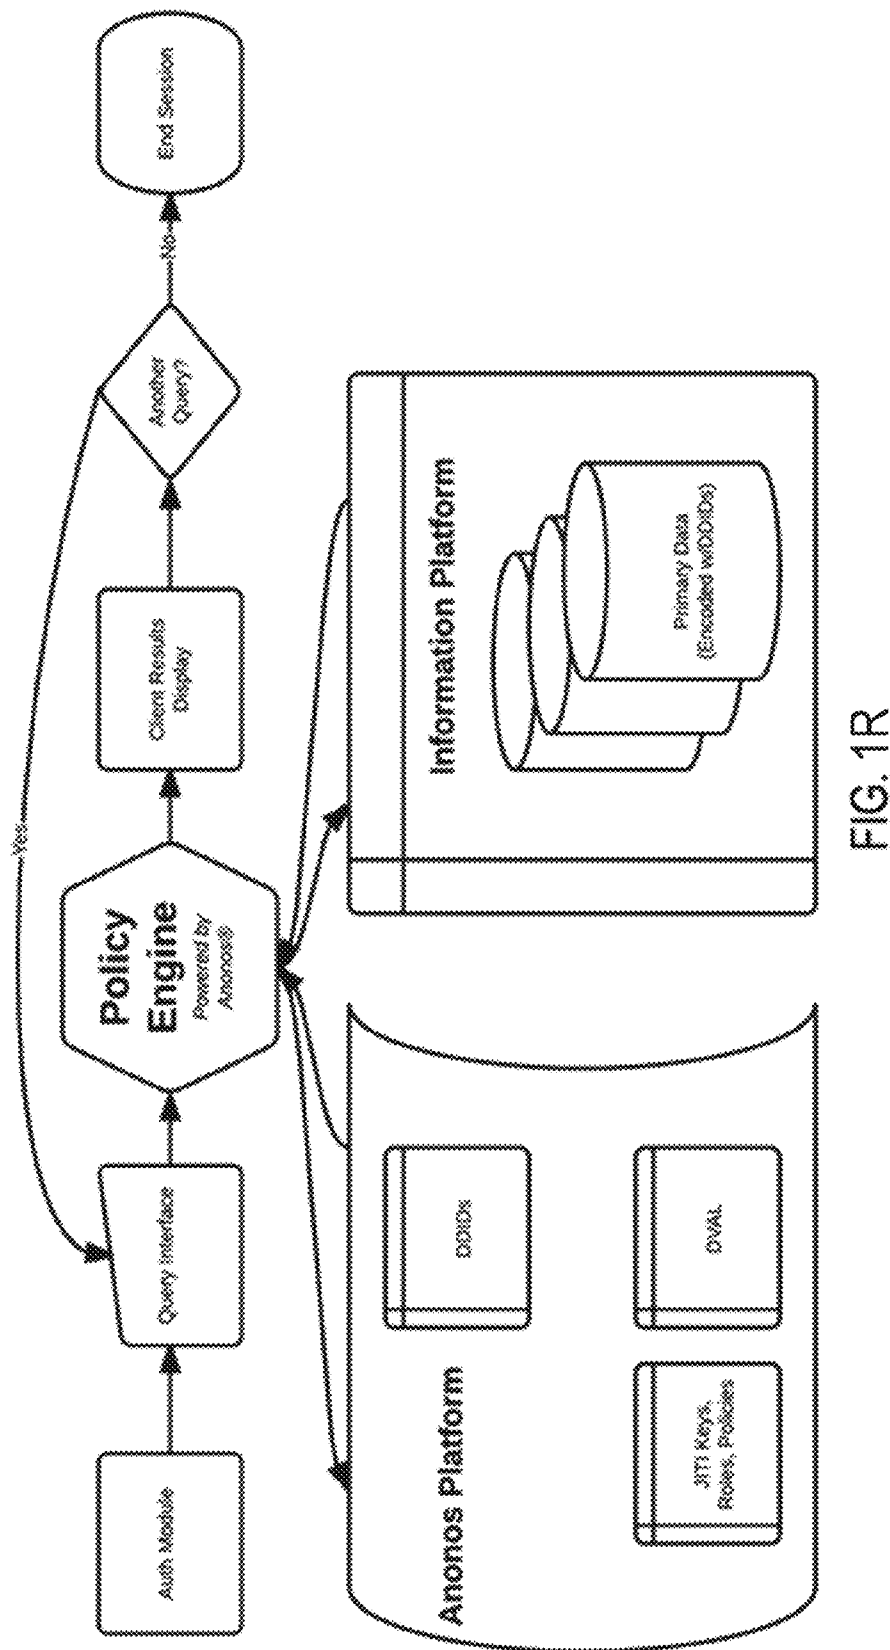 Yes
Auth Module
Query Interface
Policy
Engine
Powered by
Anonos®
Client Results
Display
Another
Query?
No
End Session
Anonos Platform
DDIDs
JITI Keys,
Roles, Policies
DVAL
Information Platform
Primary Data
(Encoded w/DDIDs)
FIG. 1R